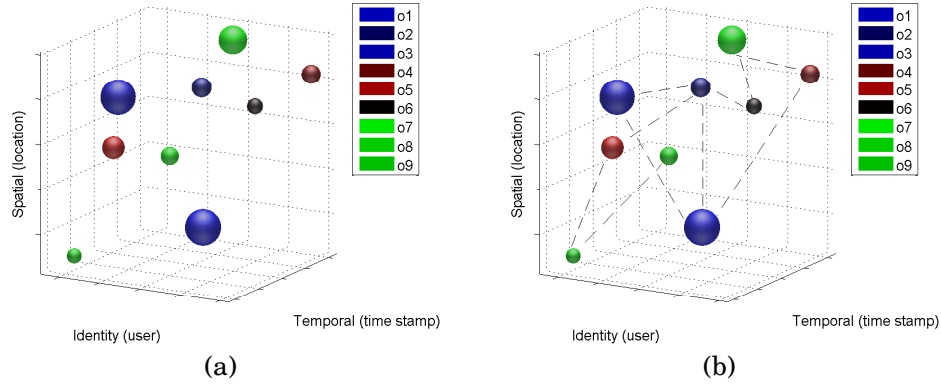 o1
o2
o3
o4
o5
o6
o7
o8
o9
Spatial (location)
Identity (user)
Temporal (time stamp)
(a)
o1
o2
o3
o4
o5
o6
o7
o8
o9
Spatial (location)
Identity (user)
Temporal (time stamp)
(b)